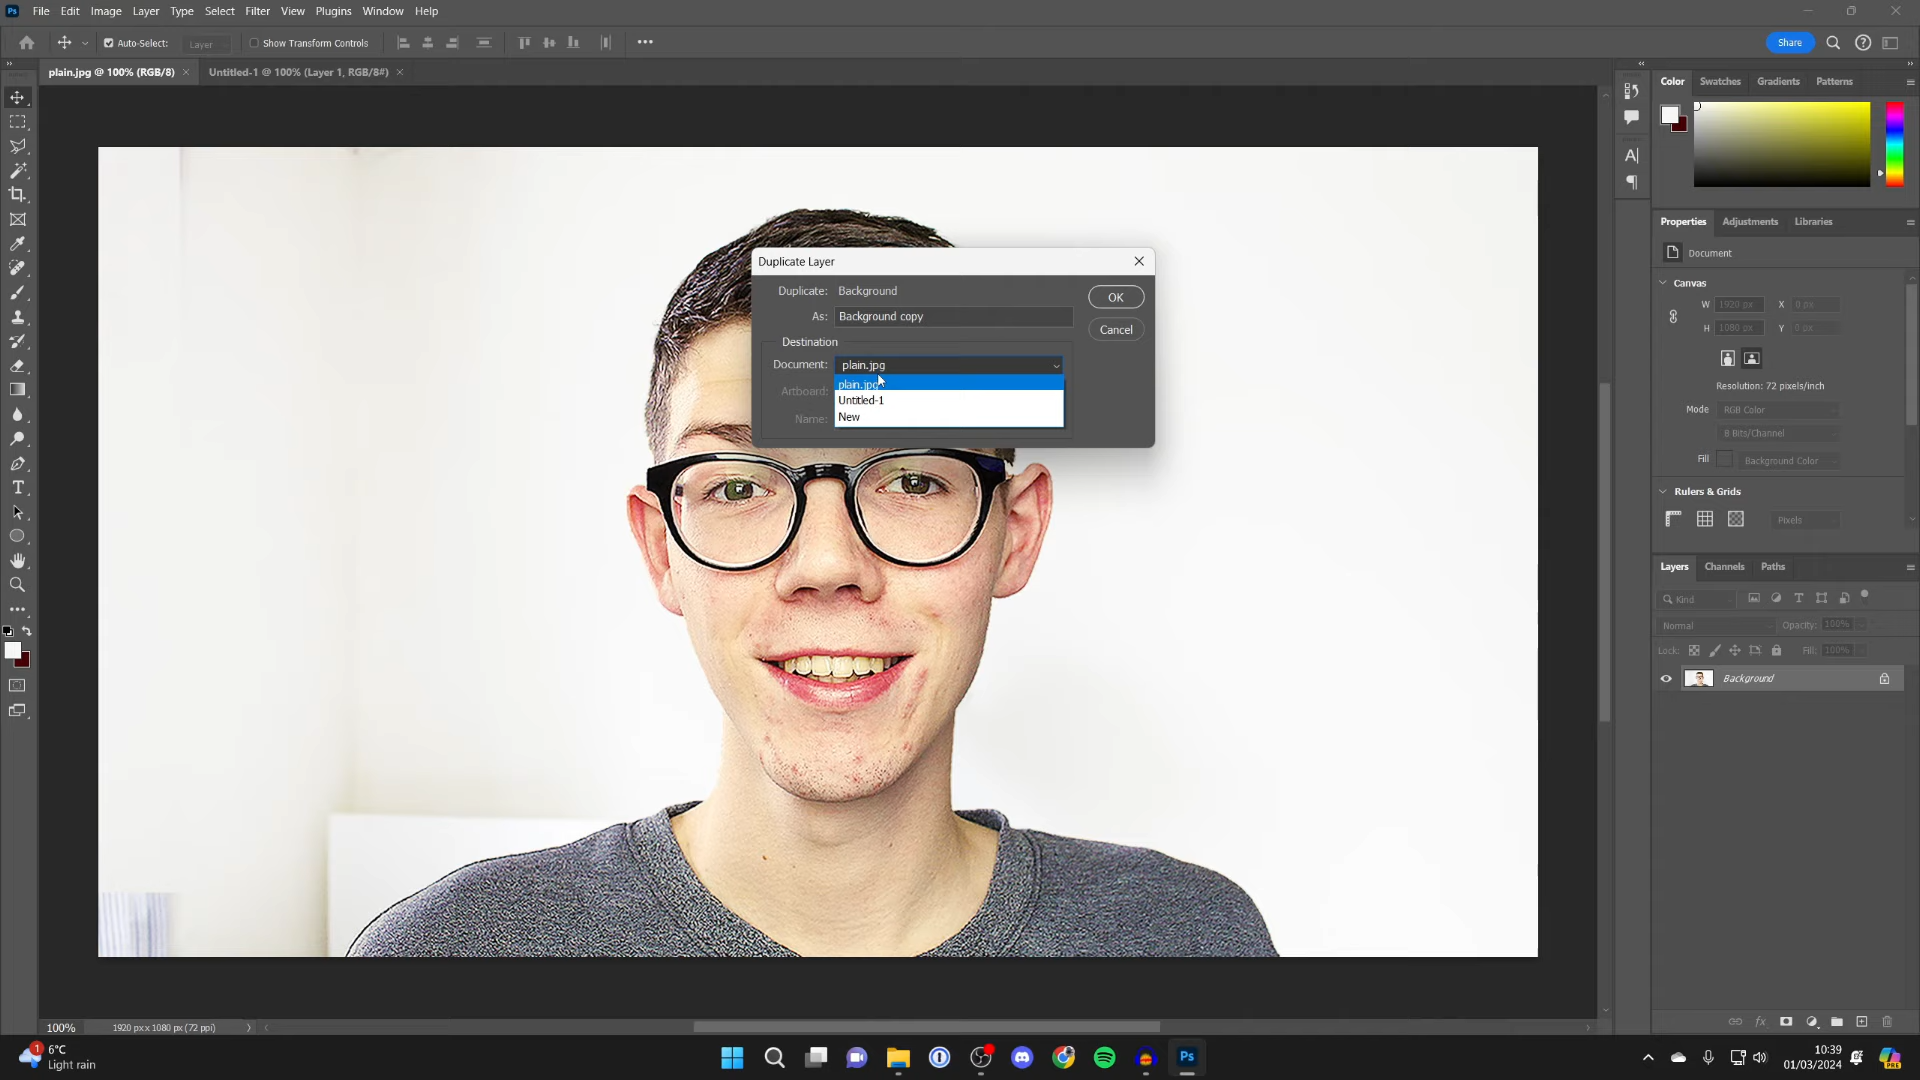 Ps File Edit Image Layer Type Select Filter View Plugins Window Help
Auto-Select: Layer Show Transform Controls Share
plain.jpg @ 100% (RGB/8) × Untitled-1 @ 100% (Layer 1, RGB/8#) ×
Color Swatches Gradients Patterns
Properties Adjustments Libraries
Document
Canvas
W 1920 px X 0 px
H 1080 px Y 0 px
Resolution: 72 pixels/inch
Mode RGB Color
8 Bits/Channel
Fill Background Color
Rulers & Grids
Pixels
Layers Channels Paths
Kind
Normal Opacity: 100%
Lock: Fill: 100%
Background
Duplicate Layer
Duplicate: Background
OK
As: Background copy
Cancel
Destination
Document: plain.jpg
plain.jpg
Artboard:
Untitled-1
Name: New
100% 1920 px x 1080 px (72 ppi)
1
6°C
Light rain
Ps
10:39
01/03/2024
PRE